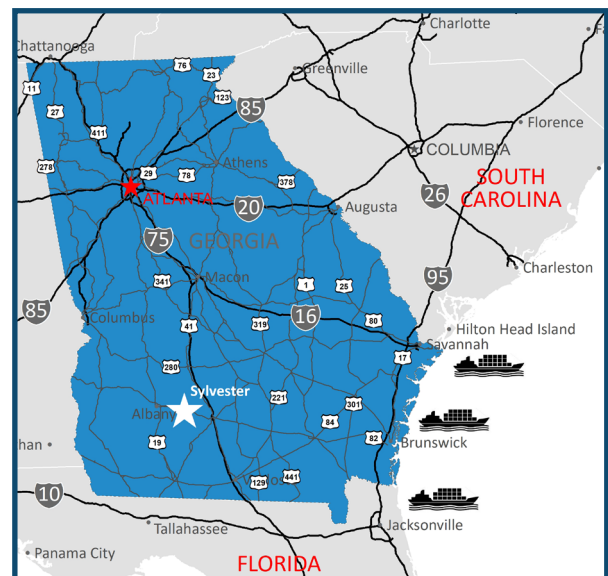 Charlotte
Chattanooga
76
Greenville
23
11
123
27
85
Florence
411
COLUMBIA
278
29
78
Athens
378
SOUTH
CAROLINA
ATLANTA
26
20
Augusta
75
GEORGIA
Charleston
95
Macon
341
1
25
85
Columbus
41
319
16
80
Hilton Head Island
Savannah
17
280
Sylvester
221
301
Albany
84
19
82
Brunswick
han
129
441
10
Tallahassee
Jacksonville
Panama City
FLORIDA